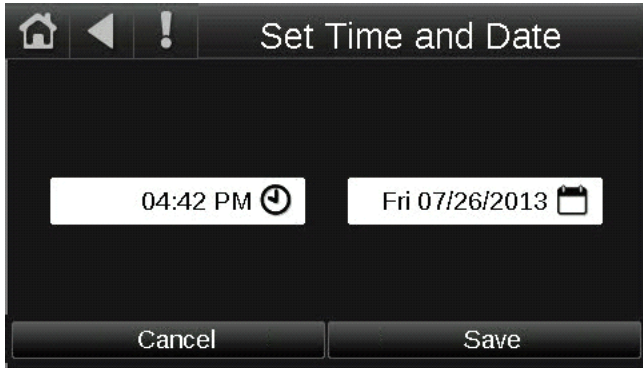 Set Time and Date
04:42 PM
Fri 07/26/2013
Cancel
Save